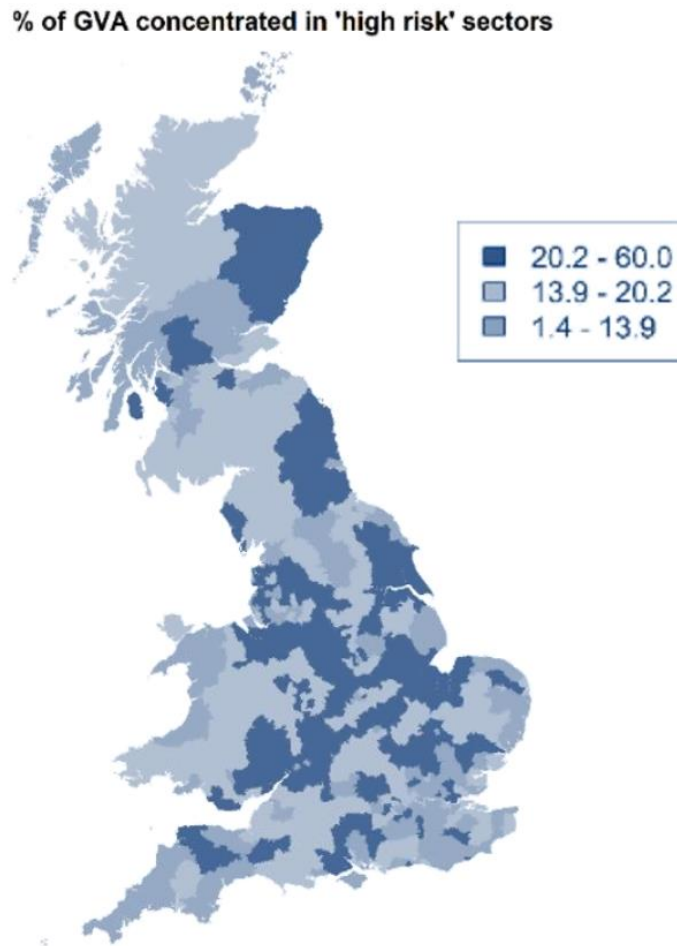 % of GVA concentrated in 'high risk' sectors
20.2 - 60.0
13.9 - 20.2
1.4 - 13.9